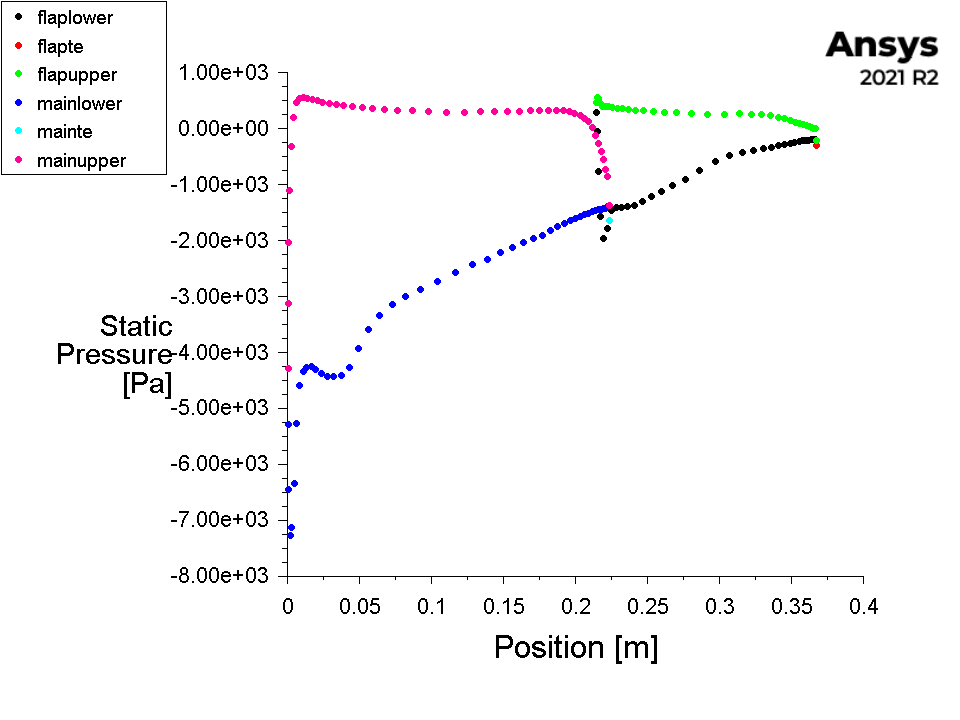 flaplower
flapte
flapupper
mainlower
mainte
mainupper
Ansys
2021 R2
1.00e+03
0.00e+00
-1.00e+03
-2.00e+03
-3.00e+03
-4.00e+03
-5.00e+03
-6.00e+03
-7.00e+03
-8.00e+03
Static
Pressure
[Pa]
0 0.05 0.1 0.15 0.2 0.25 0.3 0.35 0.4
Position [m]